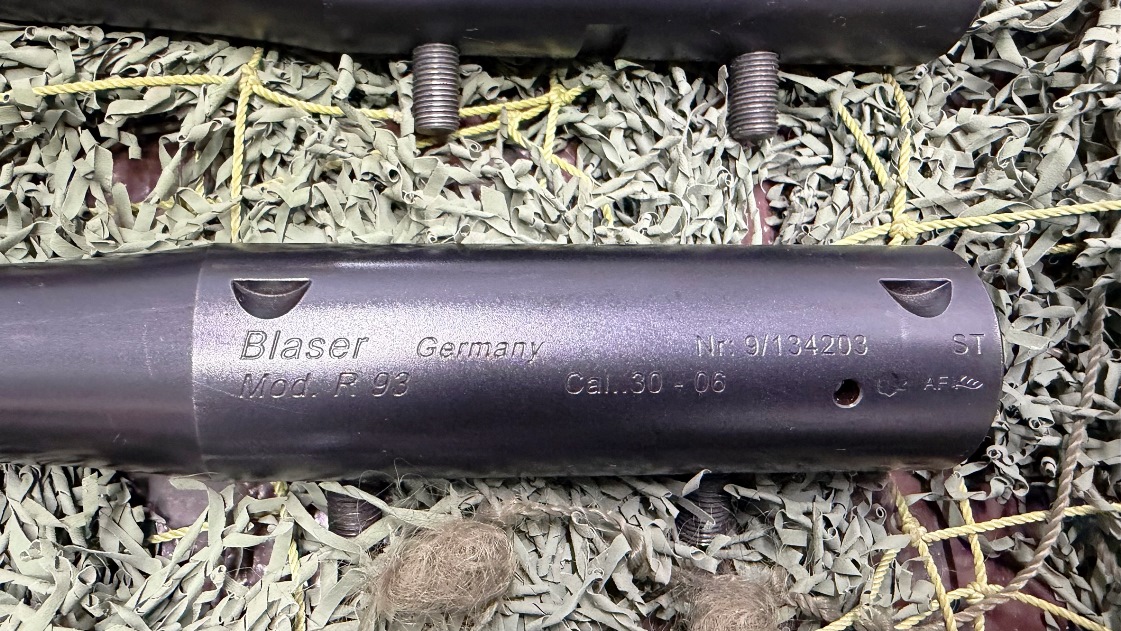 Blaser Germany Nr. 9/134203 ST
Mod. R 93 Cal..30 - 06